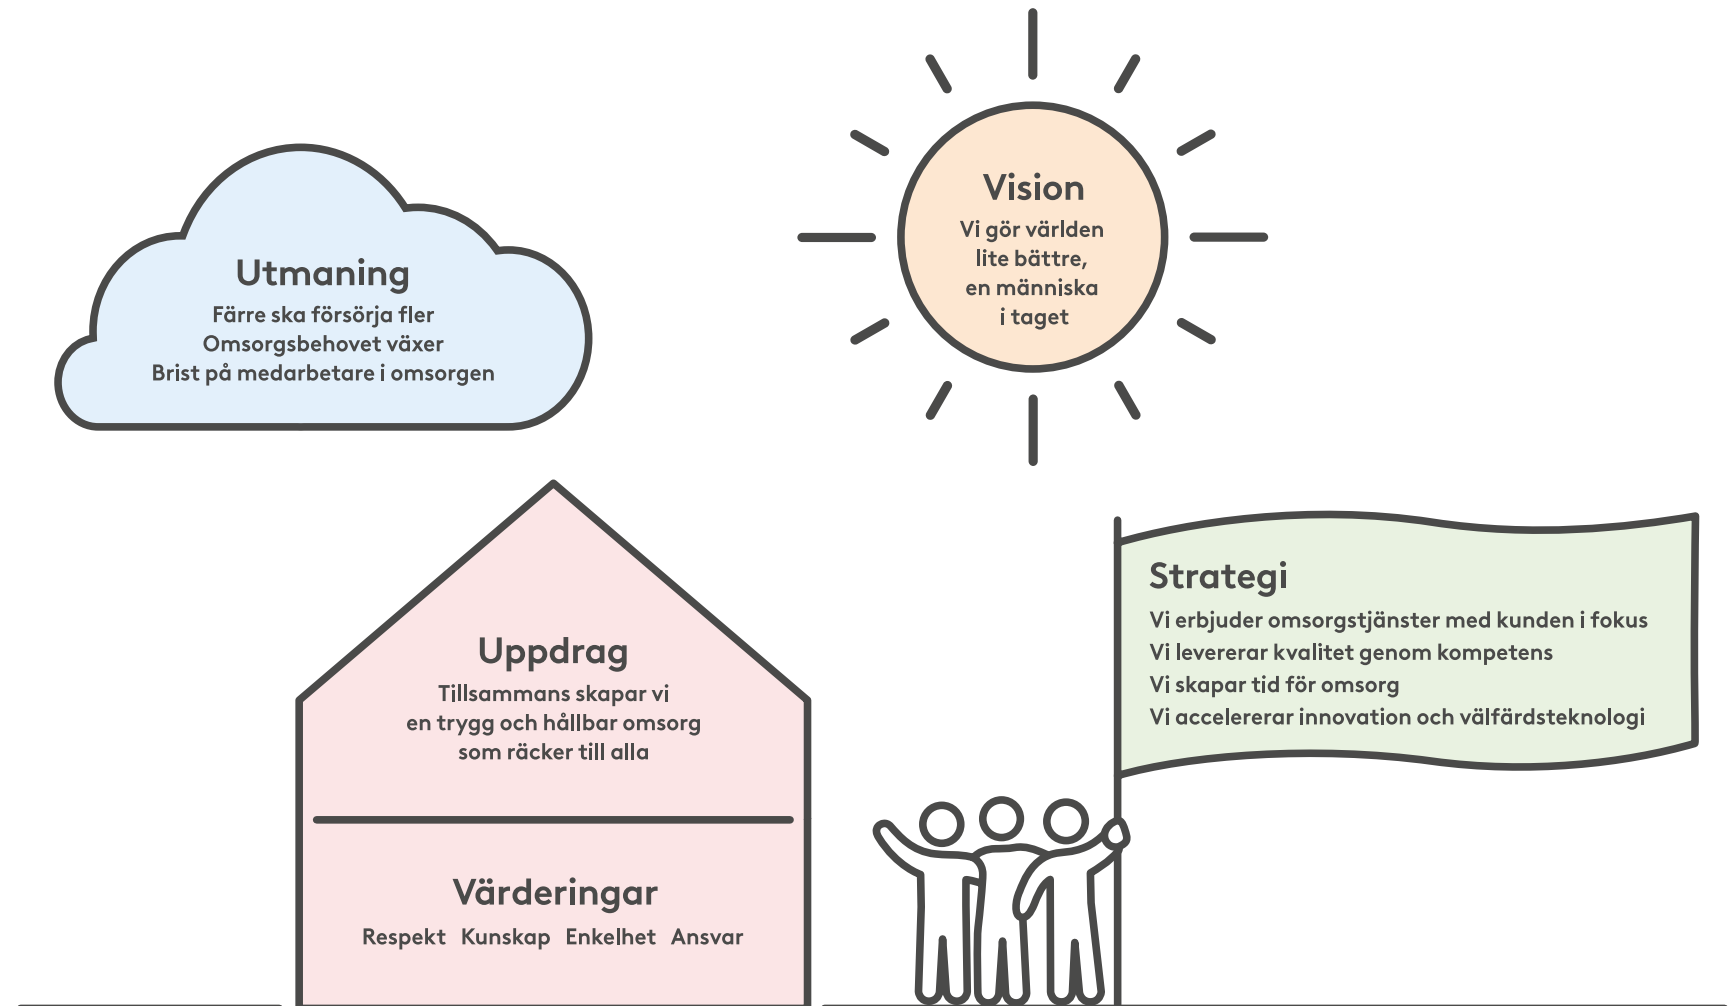 Utmaning
Färre ska försörja fler
Omsorgsbehovet växer
Brist på medarbetare i omsorgen
Vision
Vi gör världen
lite bättre,
en människa
i taget
Uppdrag
Tillsammans skapar vi
en trygg och hållbar omsorg
som räcker till alla
Värderingar
Respekt Kunskap Enkelhet Ansvar
Strategi
Vi erbjuder omsorgstjänster med kunden i fokus
Vi levererar kvalitet genom kompetens
Vi skapar tid för omsorg
Vi accelererar innovation och välfärdsteknologi